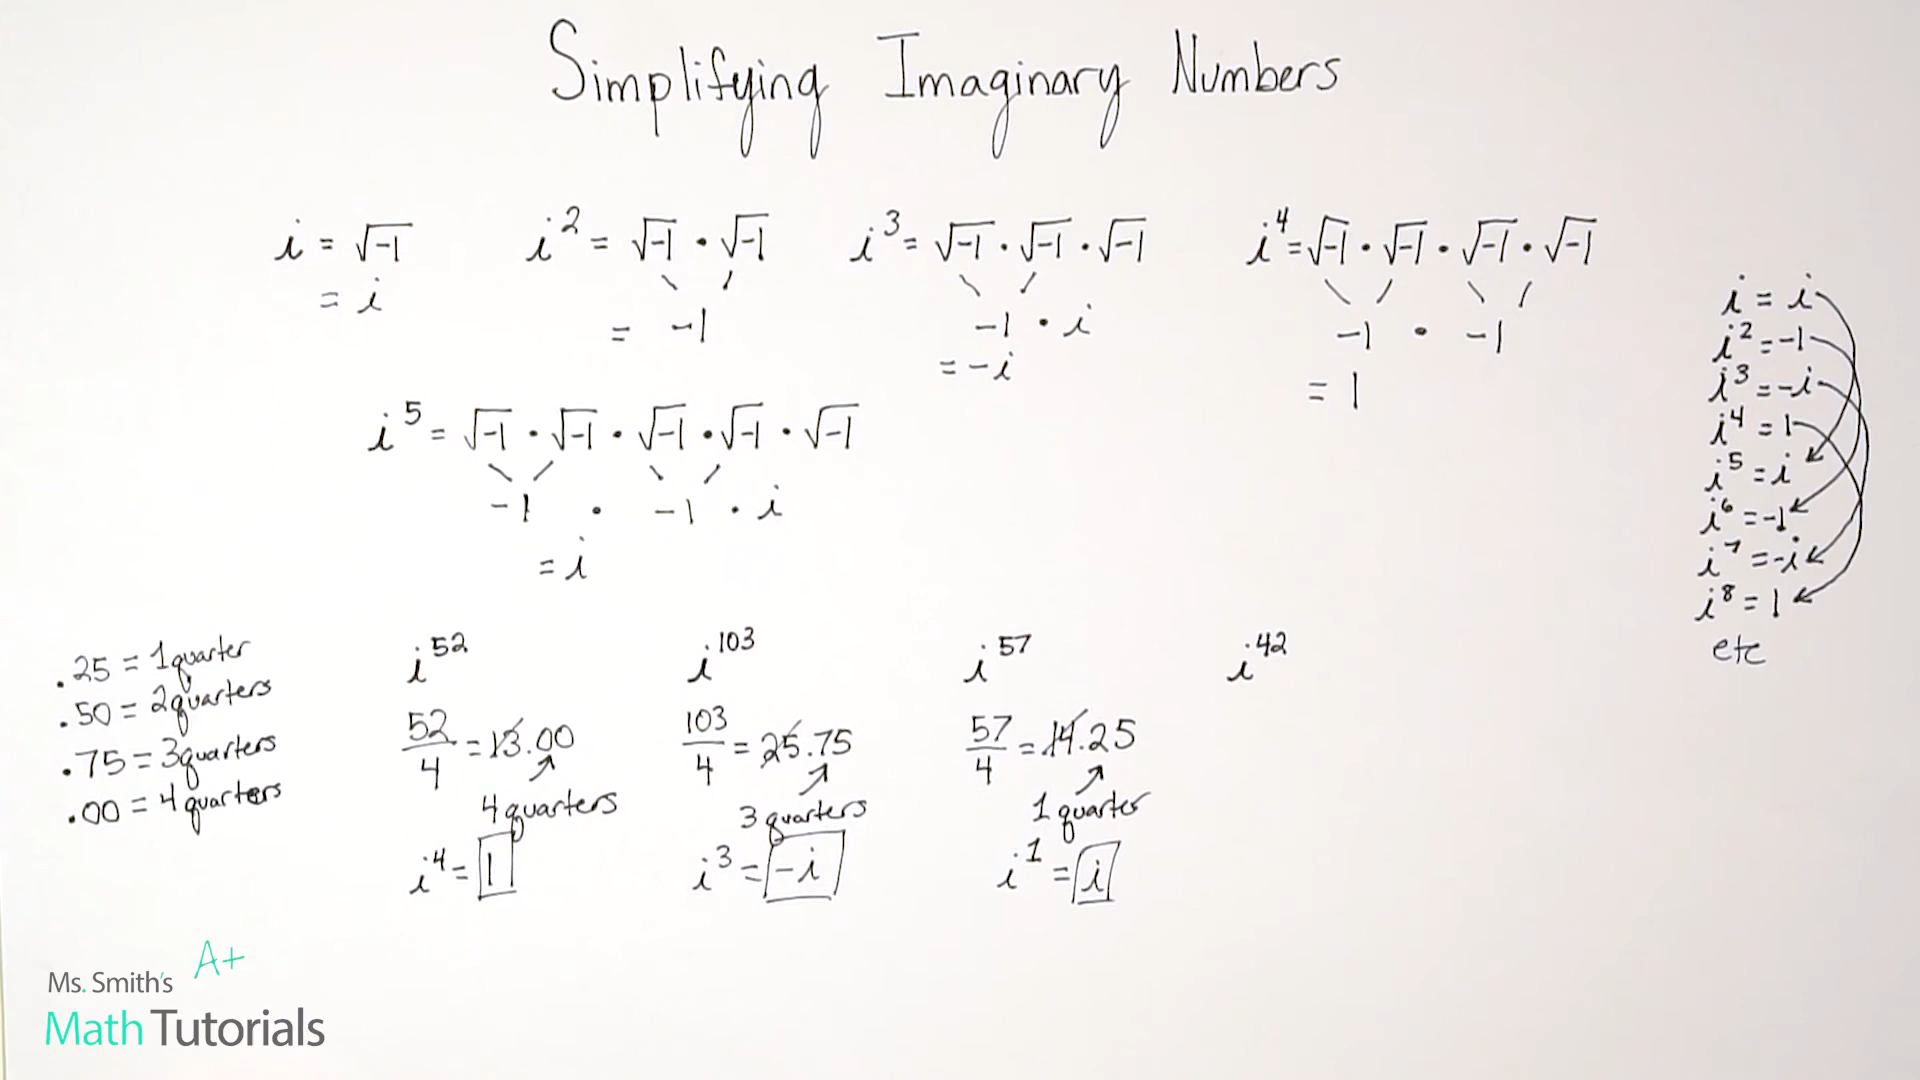 Simplifying Imaginary Numbers
i = √-1
= i
i² = √-1 · √-1
= -1
i³ = √-1 · √-1 · √-1
-1 · i
= -i
i⁴ = √-1 · √-1 · √-1 · √-1
-1 · -1
= 1
i⁵ = √-1 · √-1 · √-1 · √-1 · √-1
-1 · -1 · i
= i
i = i
i² = -1
i³ = -i
i⁴ = 1
i⁵ = i
i⁶ = -1
i⁷ = -i
i⁸ = 1
etc
.25 = 1 quarter
.50 = 2 quarters
.75 = 3 quarters
.00 = 4 quarters
i⁵²
52/4 = 13.00
4 quarters
i⁴ = 1
i¹⁰³
103/4 = 25.75
3 quarters
i³ = -i
i⁵⁷
57/4 = 14.25
1 quarter
i¹ = i
i⁴²
Ms. Smith's A+
Math Tutorials